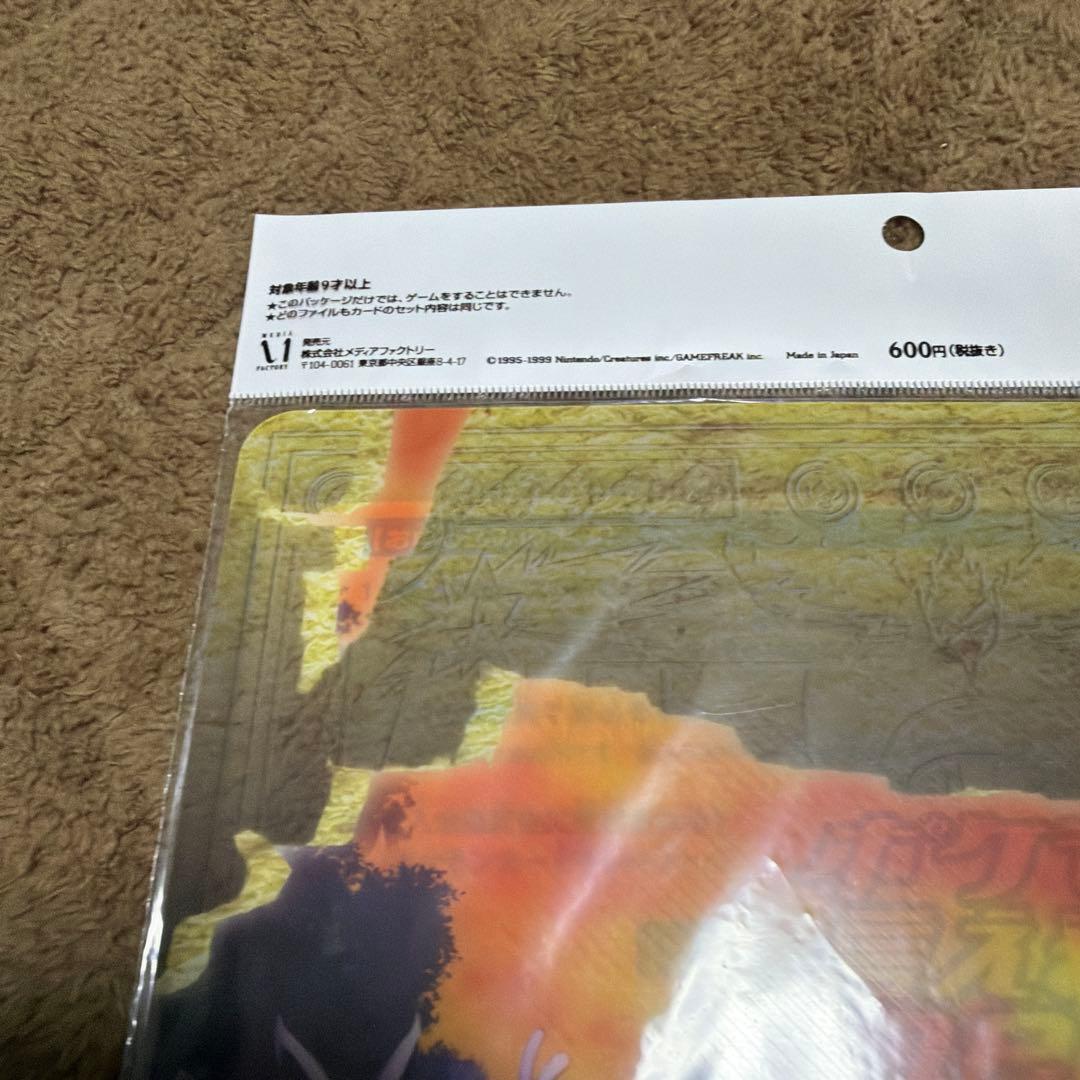 対象年齢9才以上
★このパッケージだけでは、ゲームをすることはできません。
★どのファイルもカードのセット内容は同じです。
MEDIA
FACTORY
発売元
株式会社メディアファクトリー
〒104-0061 東京都中央区銀座8-4-17
©1995-1999 Nintendo/Creatures inc./GAMEFREAK inc.
Made in Japan
600円(税抜き)